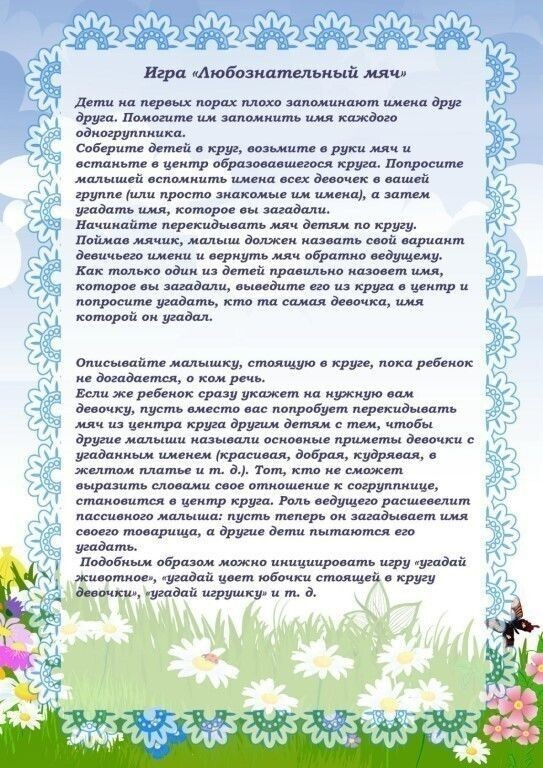 Игра «Любознательный мяч»
Дети на первых порах плохо запоминают имена друг
друга. Помогите им запомнить имя каждого
одногруппника.
Соберите детей в круг, возьмите в руки мяч и
встаньте в центр образовавшегося круга. Попросите
малышей вспомнить имена всех девочек в вашей
группе (или просто знакомые им имена), а затем
угадать имя, которое вы загадали.
Начинайте перекидывать мяч детям по кругу.
Поймав мячик, малыш должен назвать свой вариант
девичьего имени и вернуть мяч обратно ведущему.
Как только один из детей правильно назовет имя,
которое вы загадали, выведите его из круга в центр и
попросите угадать, кто та самая девочка, имя
которой он угадал.
Описывайте малышку, стоящую в круге, пока ребенок
не догадается, о ком речь.
Если же ребенок сразу укажет на нужную вам
девочку, пусть вместо вас попробует перекидывать
мяч из центра круга другим детям с тем, чтобы
другие малыши называли основные приметы девочки с
угаданным именем (красивая, добрая, кудрявая, в
желтом платье и т. д.). Тот, кто не сможет
выразить словами свое отношение к согруппнице,
становится в центр круга. Роль ведущего расшевелит
пассивного малыша: пусть теперь он загадывает имя
своего товарища, а другие дети пытаются его
угадать.
Подобным образом можно инициировать игру «угадай
животное», «угадай цвет юбочки стоящей в кругу
девочки», «угадай игрушку» и т. д.